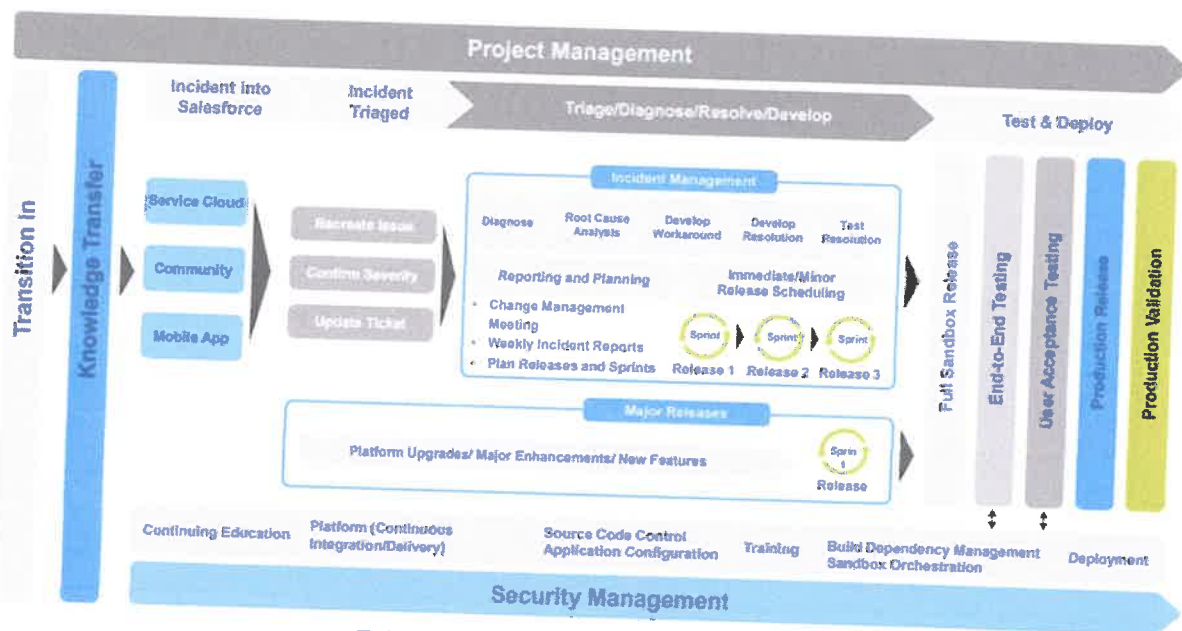 Project Management
Incident into
Salesforce
Incident
Triaged
Triage/Diagnose/Resolve/Develop
Test & Deploy
Transition In
Knowledge Transfer
Service Cloud
Community
Mobile App
Recreate Issue
Confirm Severity
Update Ticket
Incident Management
Diagnose
Root Cause
Analysis
Develop
Workaround
Develop
Resolution
Test
Resolution
Reporting and Planning
Immediate/Minor
Release Scheduling
• Change Management
Meeting
• Weekly Incident Reports
• Plan Releases and Sprints
Sprint
Sprint
Sprint
Release 1
Release 2
Release 3
Major Releases
Platform Upgrades/ Major Enhancements/ New Features
Sprin
t
Release
Full Sandbox Release
End-to-End Testing
User Acceptance Testing
Production Release
Production Validation
Continuing Education
Platform (Continuous
Integration/Delivery)
Source Code Control
Application Configuration
Training
Build Dependency Management
Sandbox Orchestration
Deployment
Security Management